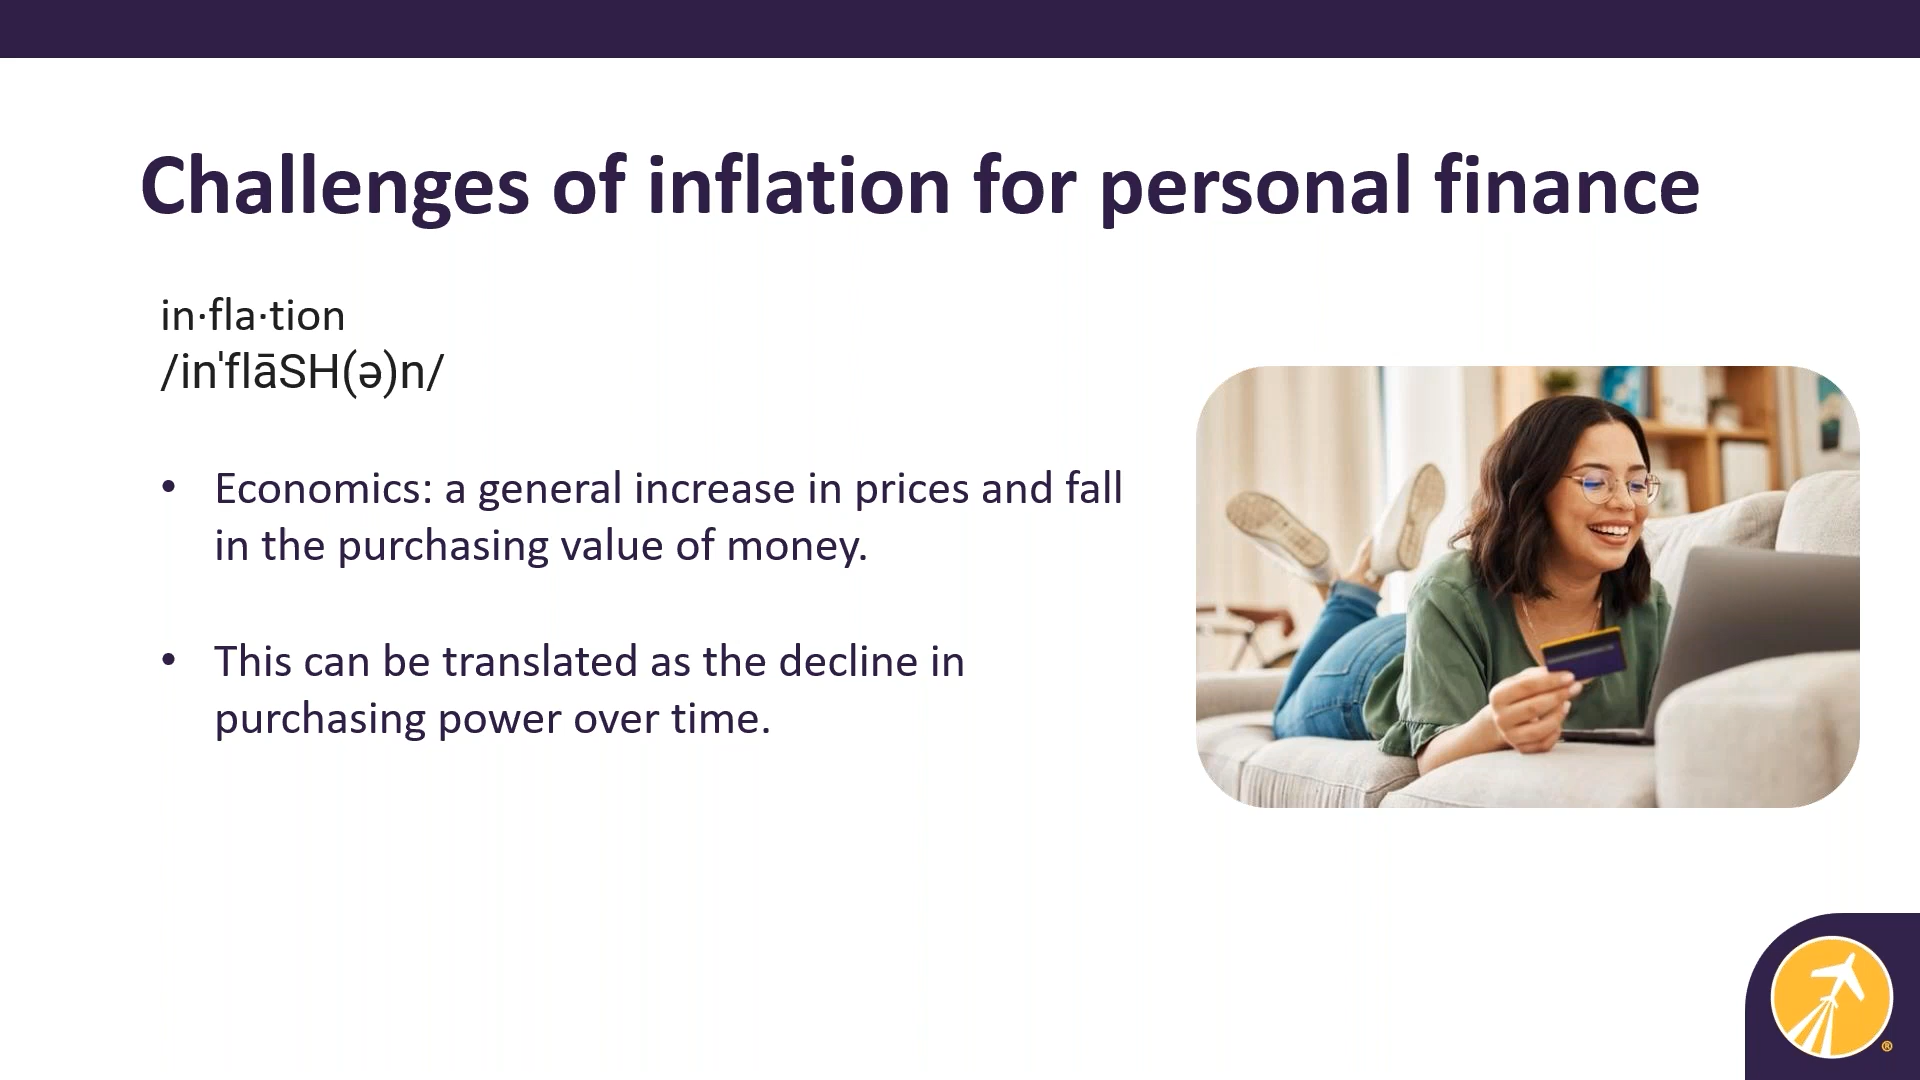 Challenges of inflation for personal finance
in·fla·tion
/inˈflāSH(ə)n/
• Economics: a general increase in prices and fall
in the purchasing value of money.
• This can be translated as the decline in
purchasing power over time.
®